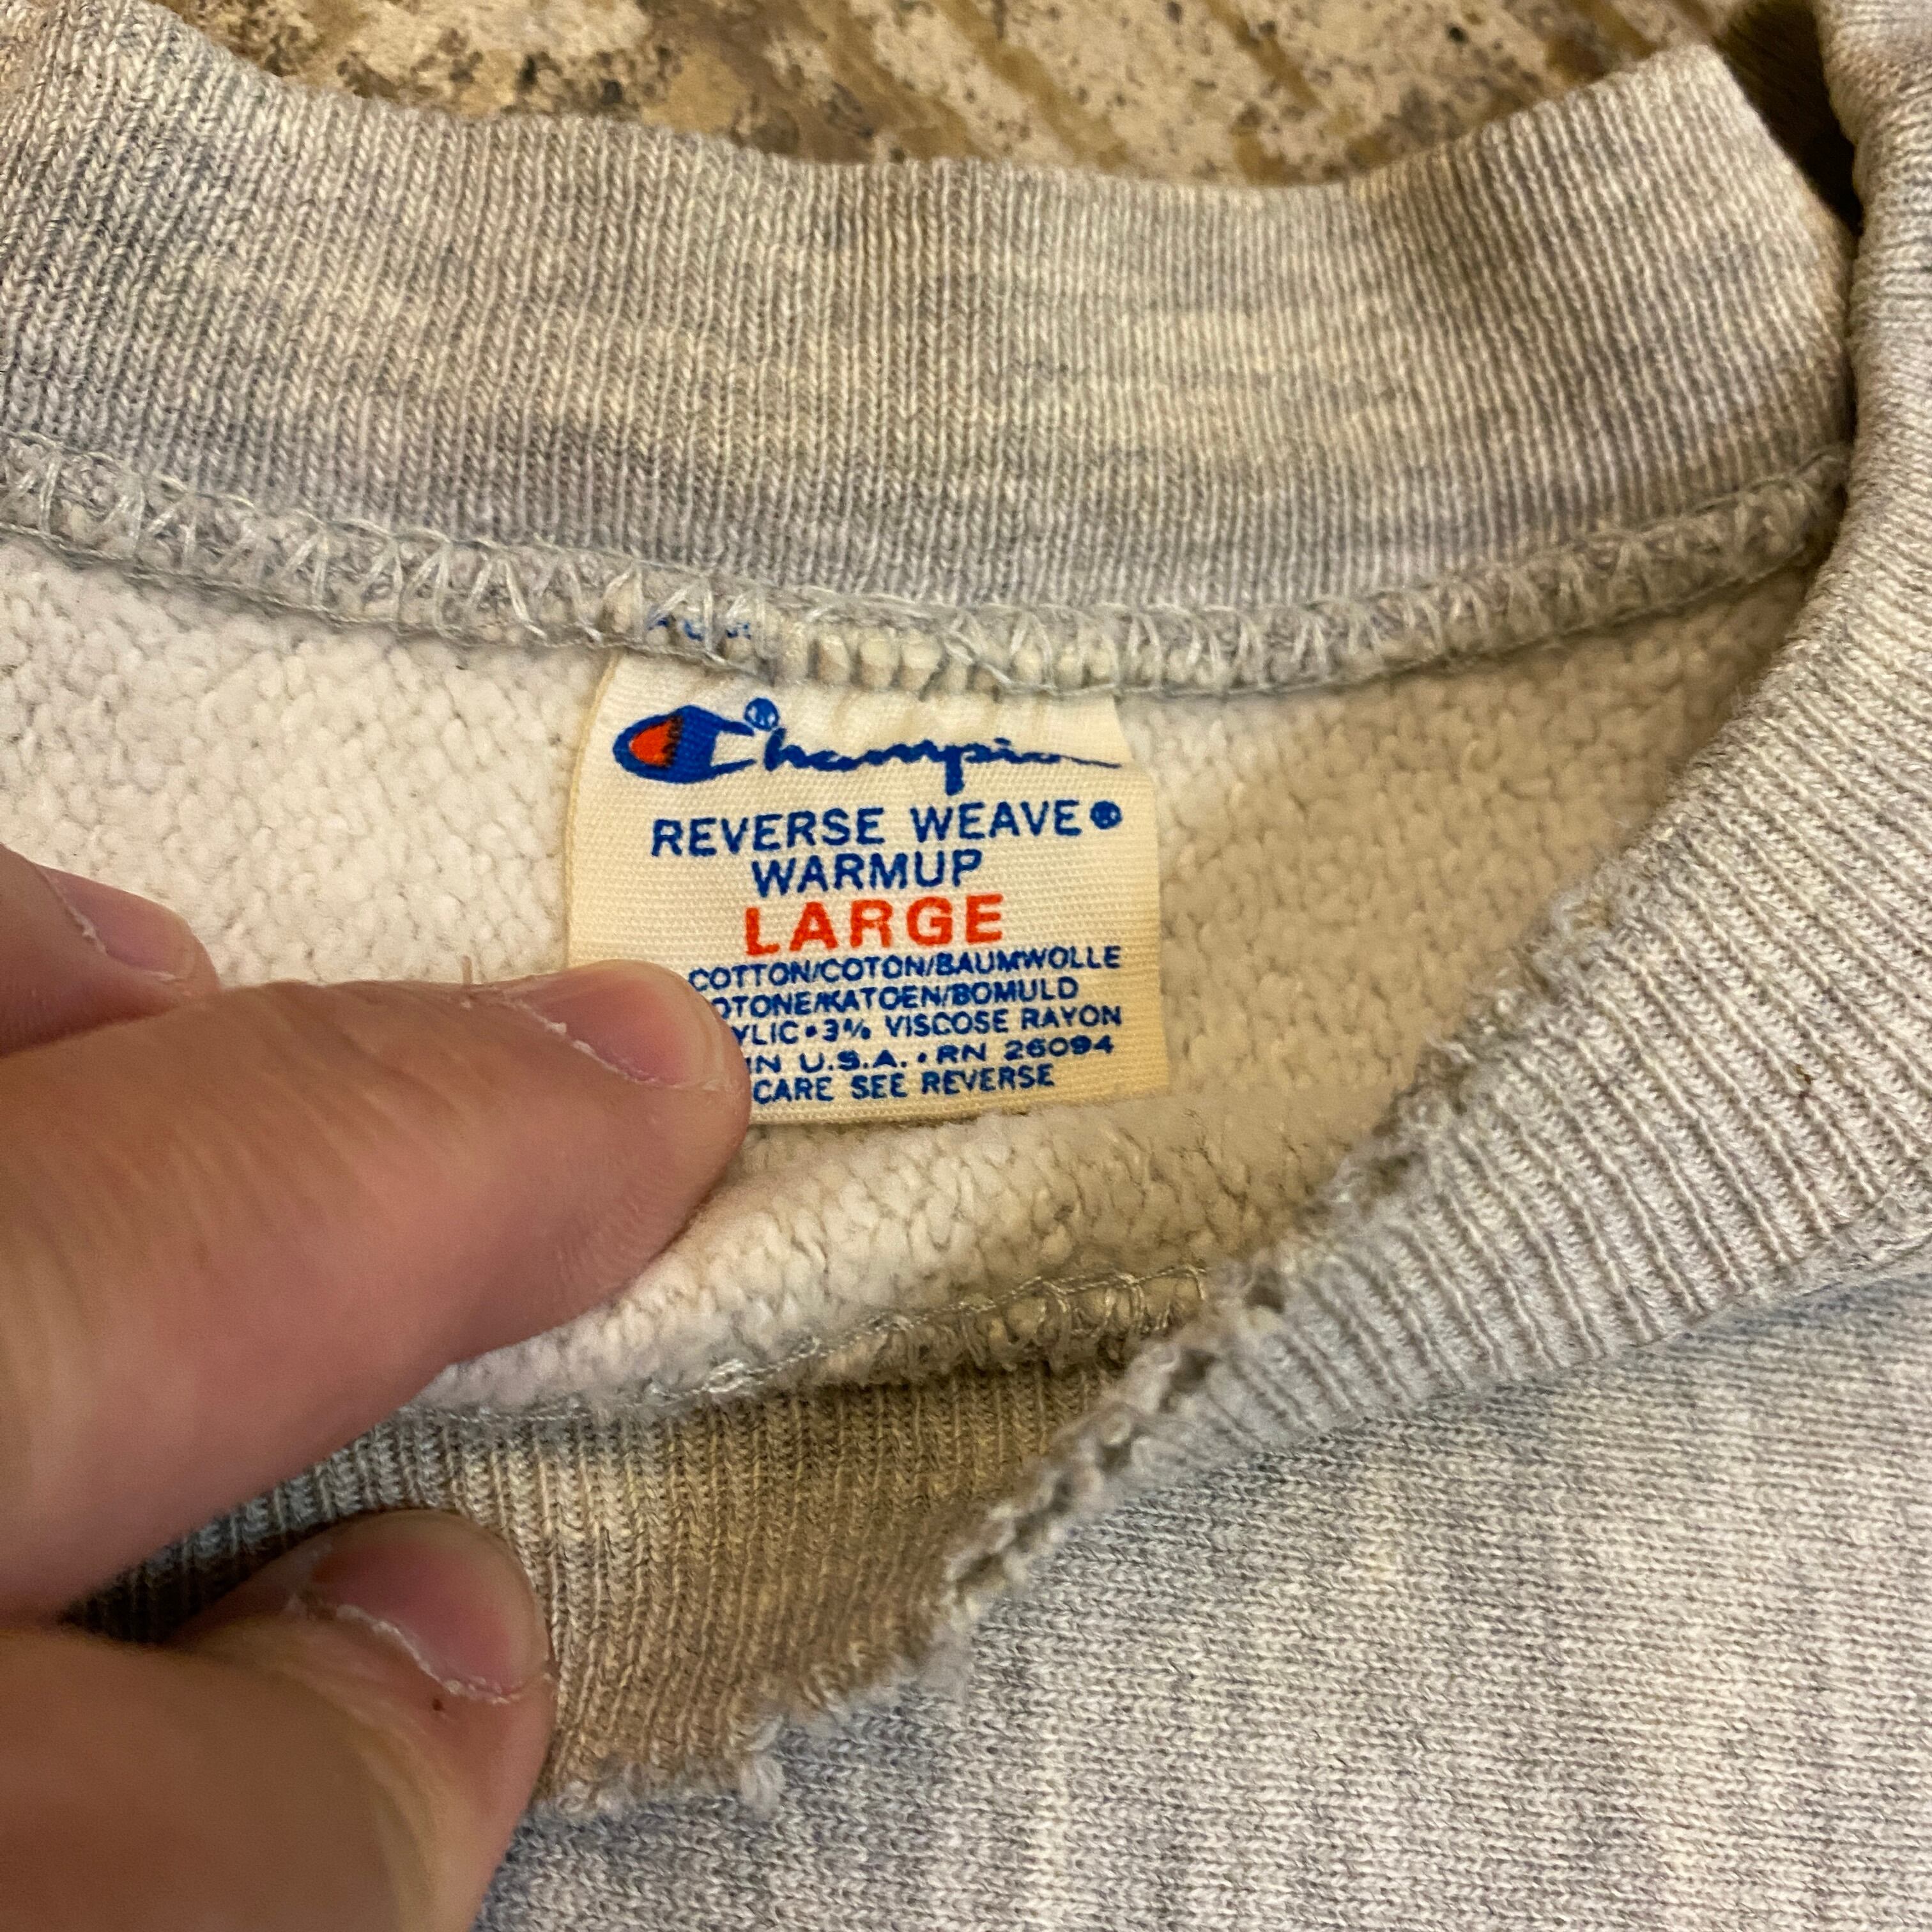 Champion®
REVERSE WEAVE®
WARMUP
LARGE
COTTON/COTON/BAUMWOLLE
OTONE/KATOEN/BOMULD
YLIC • 3% VISCOSE RAYON
IN U.S.A. • RN 26094
CARE SEE REVERSE